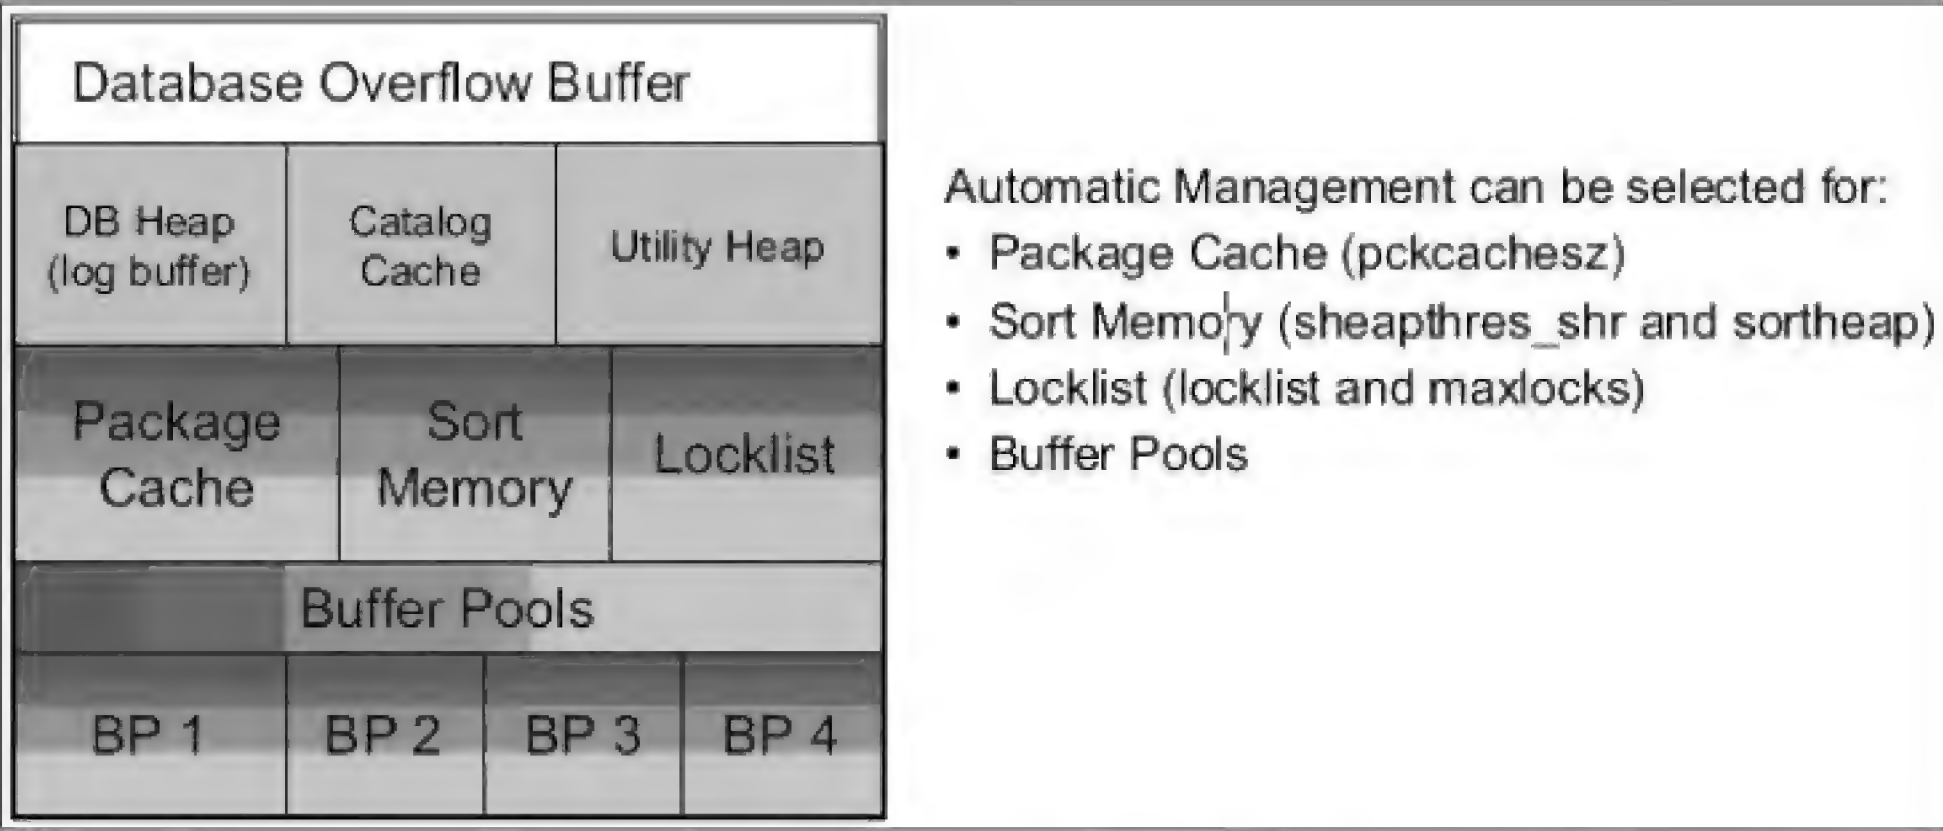 Database Overflow Buffer
DB Heap
(log buffer)
Catalog
Cache
Utility Heap
Package
Cache
Sort
Memory
Locklist
Buffer Pools
BP 1
BP 2
BP 3
BP 4
Automatic Management can be selected for:
• Package Cache (pckcachesz)
• Sort Memory (sheapthres_shr and sortheap)
• Locklist (locklist and maxlocks)
• Buffer Pools